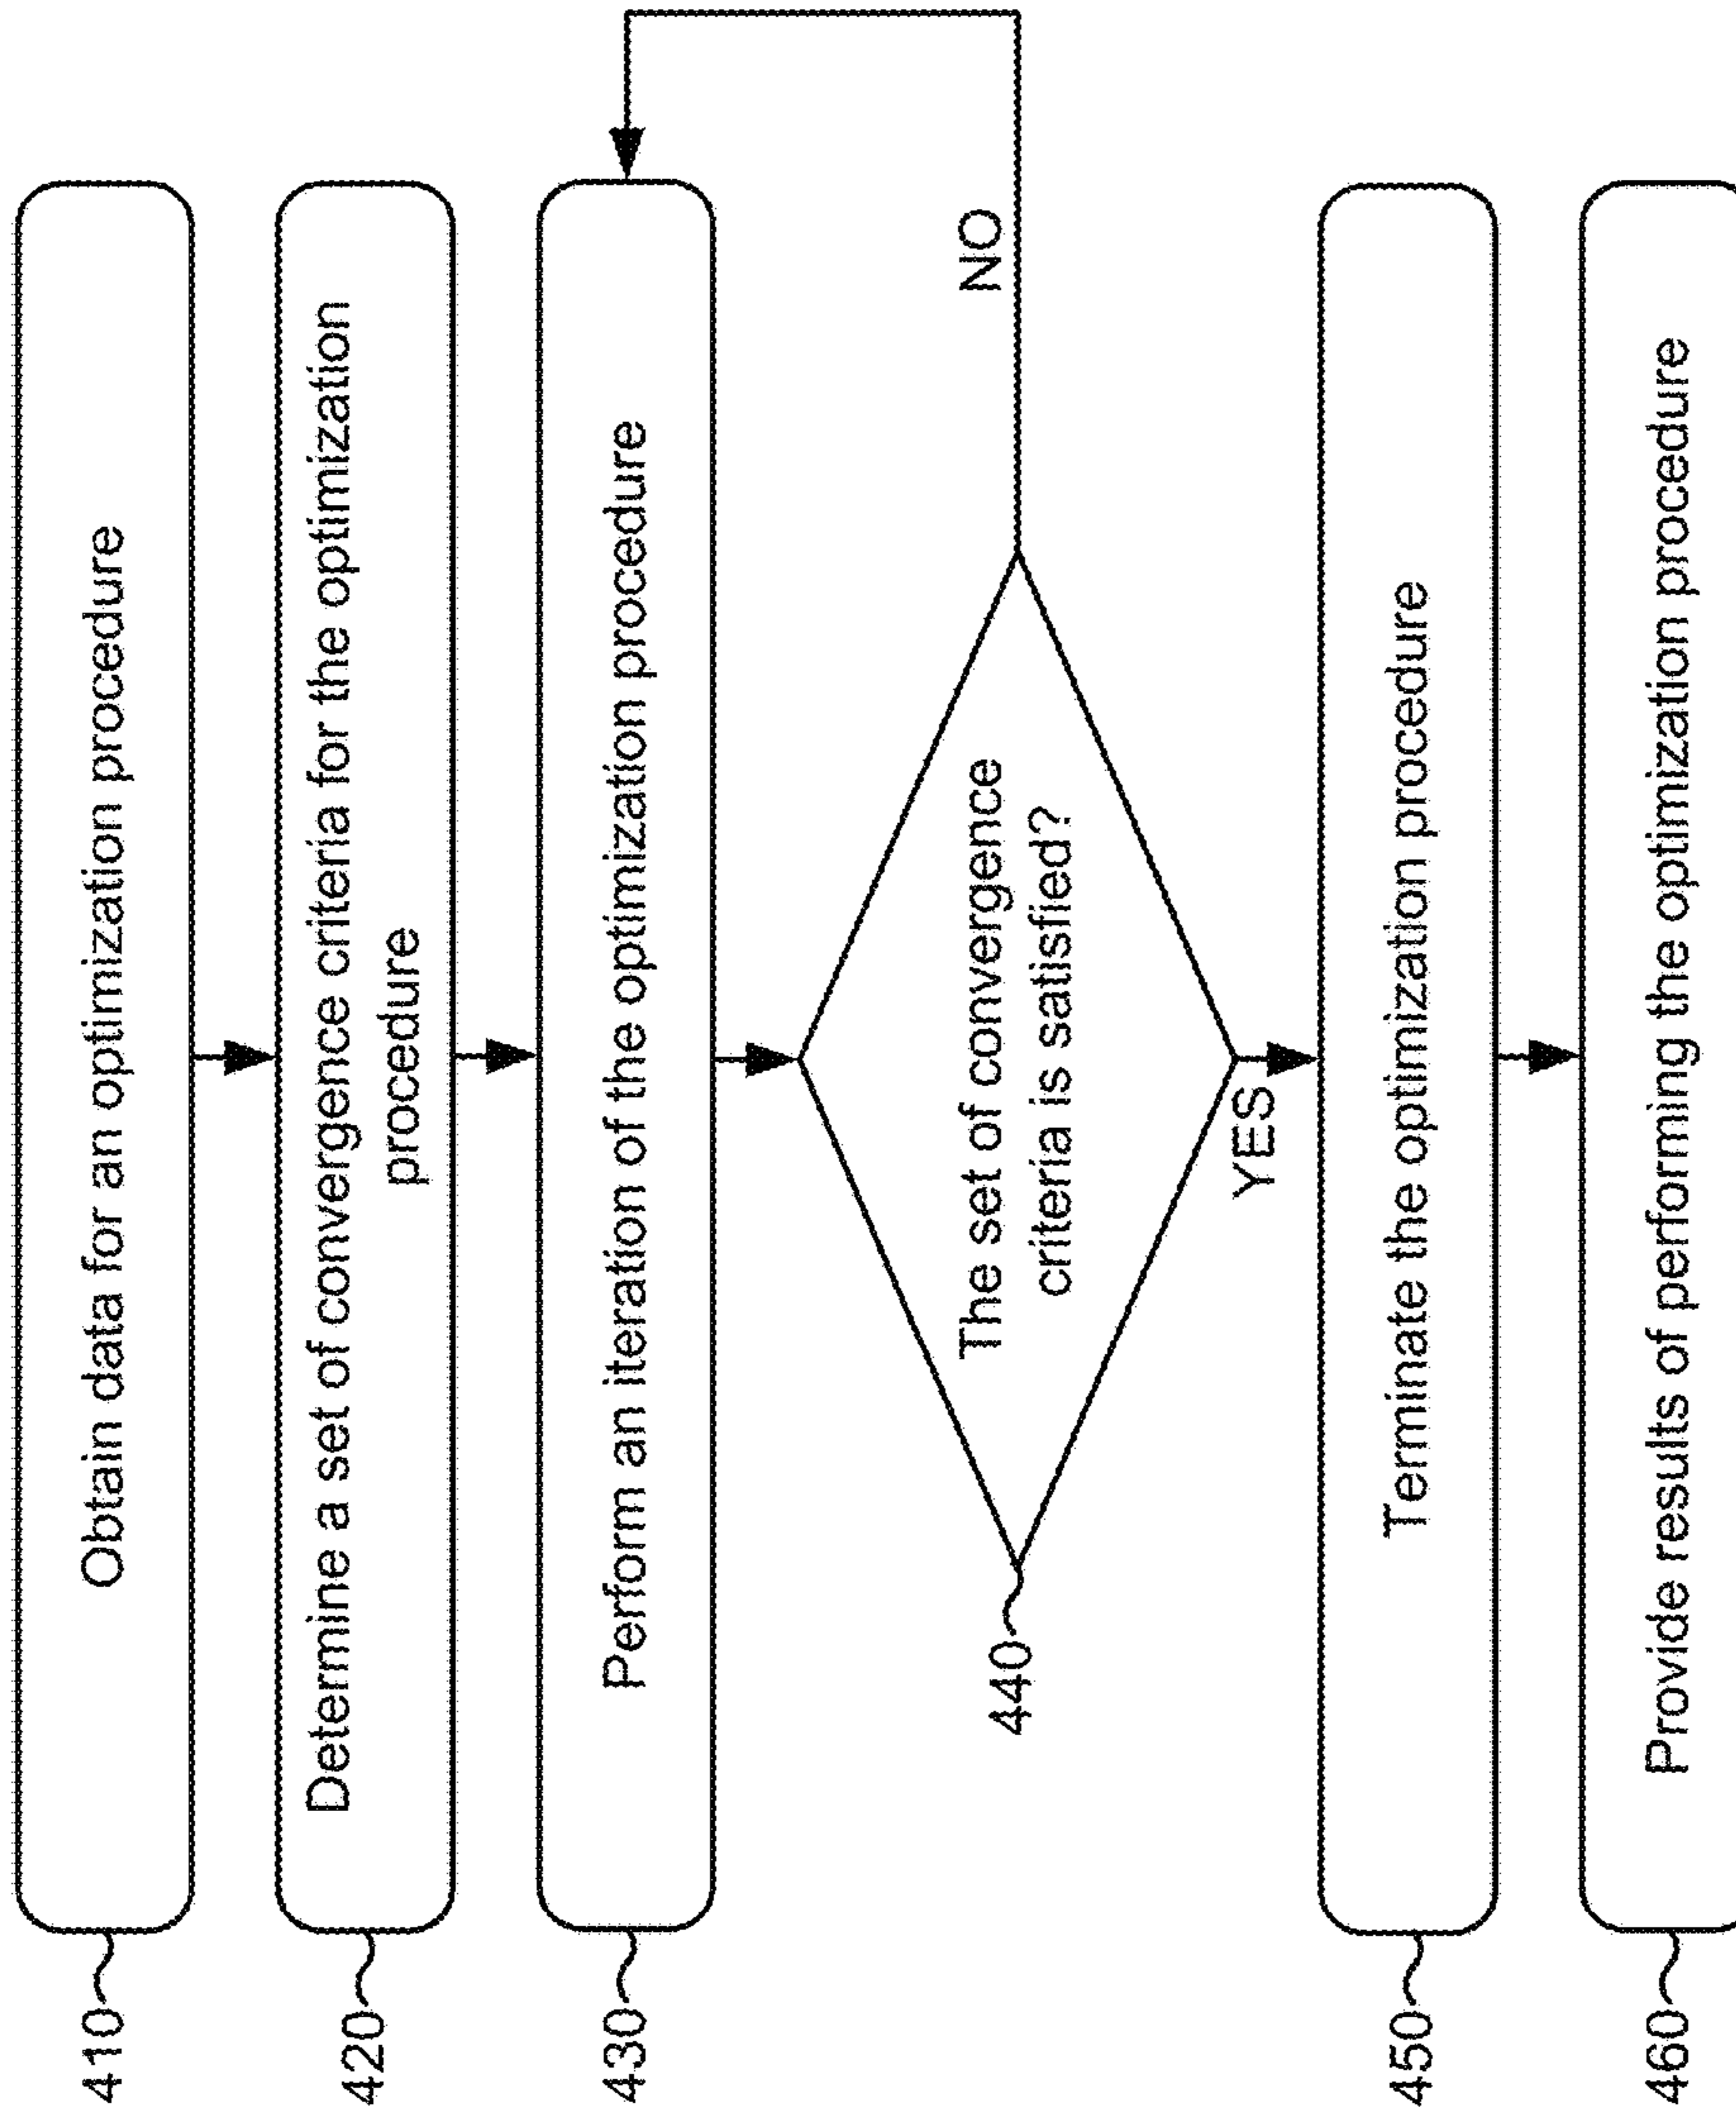 410
Obtain data for an optimization procedure
420
Determine a set of convergence criteria for the optimization
procedure
430
Perform an iteration of the optimization procedure
440
The set of convergence
criteria is satisfied?
NO
YES
450
Terminate the optimization procedure
460
Provide results of performing the optimization procedure